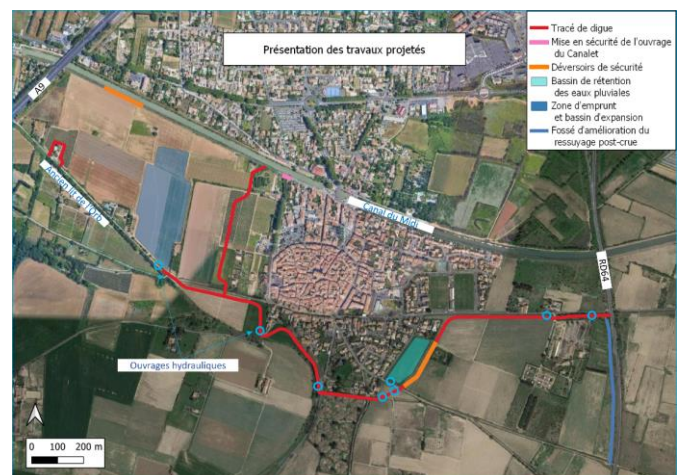 Présentation des travaux projetés
Tracé de digue
Mise en sécurité de l'ouvrage
du Canalet
Déversoirs de sécurité
Bassin de rétention
des eaux pluviales
Zone d'emprunt
et bassin d'expansion
Fossé d'amélioration du
ressuyage post-crue
A9
Ancien lit de l'Orb
Canal du Midi
RD64
Ouvrages hydrauliques
0 100 200 m